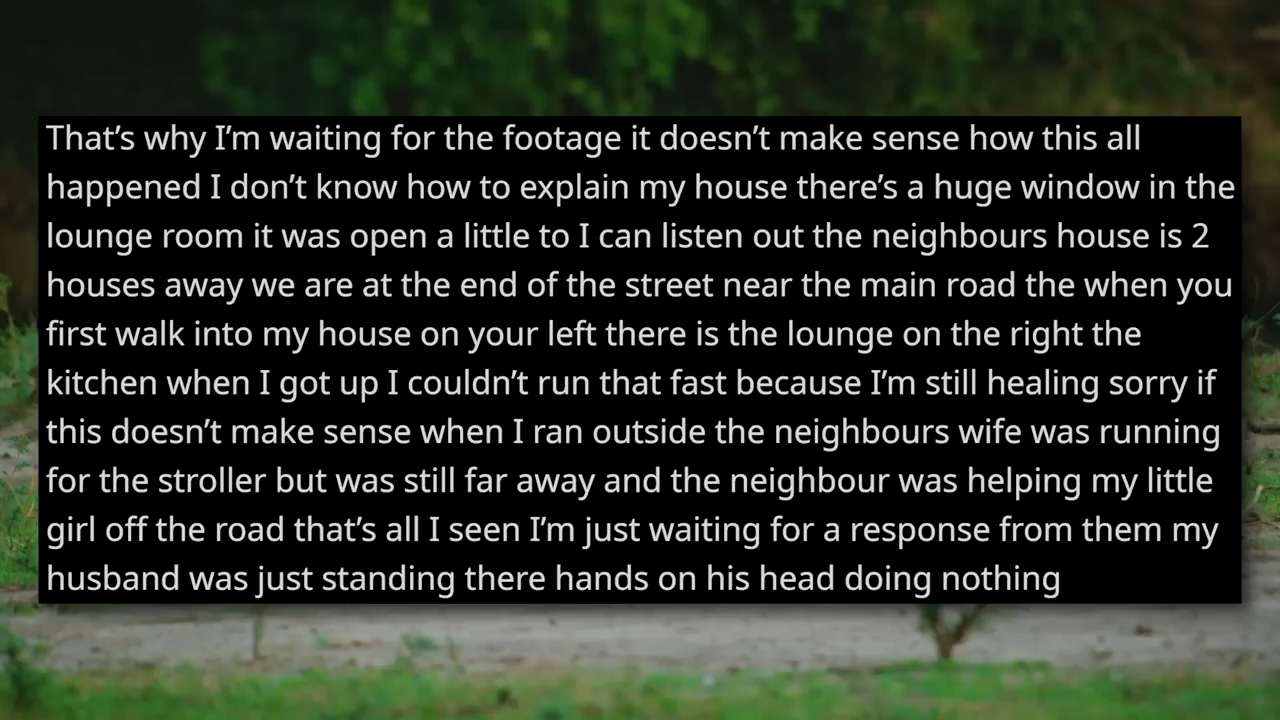 That’s why I’m waiting for the footage it doesn’t make sense how this all
happened I don’t know how to explain my house there’s a huge window in the
lounge room it was open a little to I can listen out the neighbours house is 2
houses away we are at the end of the street near the main road the when you
first walk into my house on your left there is the lounge on the right the
kitchen when I got up I couldn’t run that fast because I’m still healing sorry if
this doesn’t make sense when I ran outside the neighbours wife was running
for the stroller but was still far away and the neighbour was helping my little
girl off the road that’s all I seen I’m just waiting for a response from them my
husband was just standing there hands on his head doing nothing